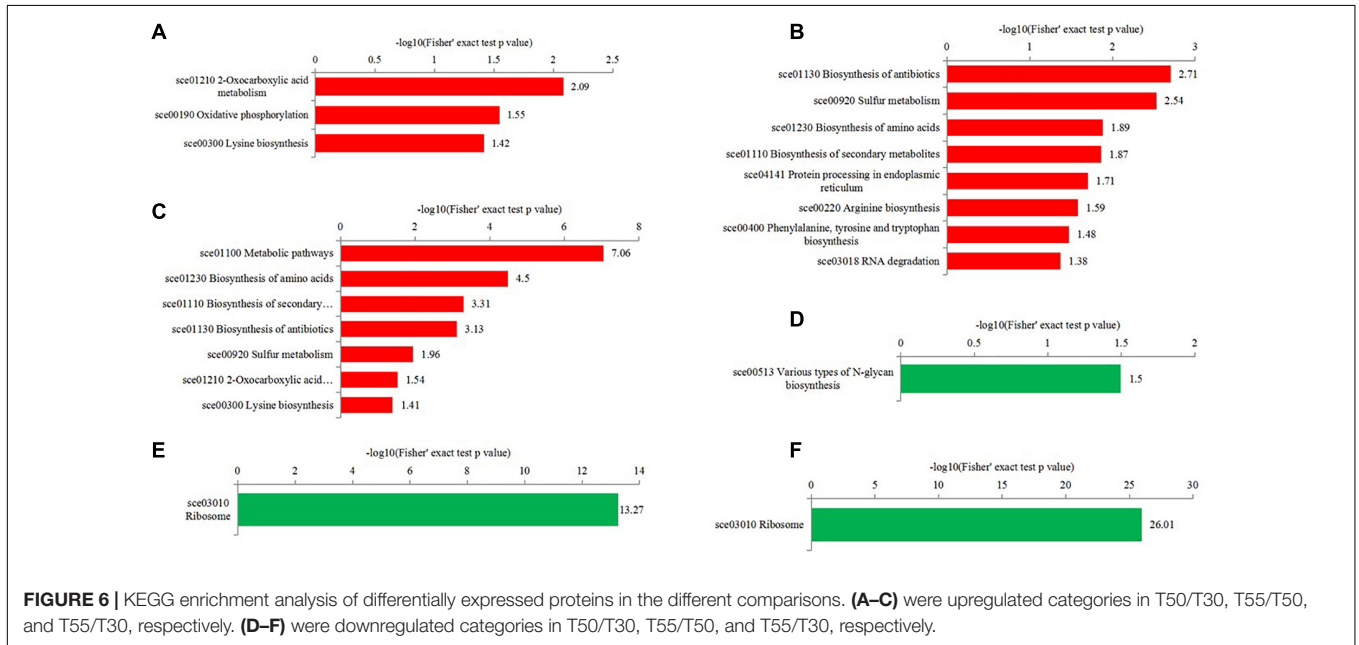 A
-log10(Fisher' exact test p value)
0 0.5 1 1.5 2 2.5
sce01210 2-Oxocarboxylic acid
metabolism
2.09
sce00190 Oxidative phosphorylation
1.55
sce00300 Lysine biosynthesis
1.42
B
-log10(Fisher' exact test p value)
0 1 2 3
sce01130 Biosynthesis of antibiotics
2.71
sce00920 Sulfur metabolism
2.54
sce01230 Biosynthesis of amino acids
1.89
sce01110 Biosynthesis of secondary metabolites
1.87
sce04141 Protein processing in endoplasmic
reticulum
1.71
sce00220 Arginine biosynthesis
1.59
sce00400 Phenylalanine, tyrosine and tryptophan
biosynthesis
1.48
sce03018 RNA degradation
1.38
C
-log10(Fisher' exact test p value)
0 2 4 6 8
sce01100 Metabolic pathways
7.06
sce01230 Biosynthesis of amino acids
4.5
sce01110 Biosynthesis of secondary…
3.31
sce01130 Biosynthesis of antibiotics
3.13
sce00920 Sulfur metabolism
1.96
sce01210 2-Oxocarboxylic acid…
1.54
sce00300 Lysine biosynthesis
1.41
D
-log10(Fisher' exact test p value)
0 0.5 1 1.5 2
sce00513 Various types of N-glycan
biosynthesis
1.5
E
-log10(Fisher' exact test p value)
0 2 4 6 8 10 12 14
sce03010
Ribosome
13.27
F
-log10(Fisher' exact test p value)
0 5 10 15 20 25 30
sce03010 Ribosome
26.01
FIGURE 6 | KEGG enrichment analysis of differentially expressed proteins in the different comparisons. (A–C) were upregulated categories in T50/T30, T55/T50,
and T55/T30, respectively. (D–F) were downregulated categories in T50/T30, T55/T50, and T55/T30, respectively.